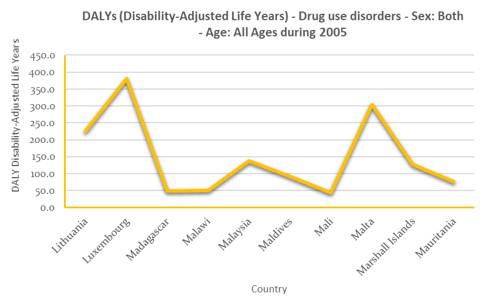 DALYs (Disability-Adjusted Life Years) - Drug use disorders - Sex: Both
- Age: All Ages during 2005
DALY Disability-Adjusted Life Years
450.0
400.0
350.0
300.0
250.0
200.0
150.0
100.0
50.0
0.0
Lithuania
Luxembourg
Madagascar
Malawi
Malaysia
Maldives
Mali
Malta
Marshall Islands
Mauritania
Country